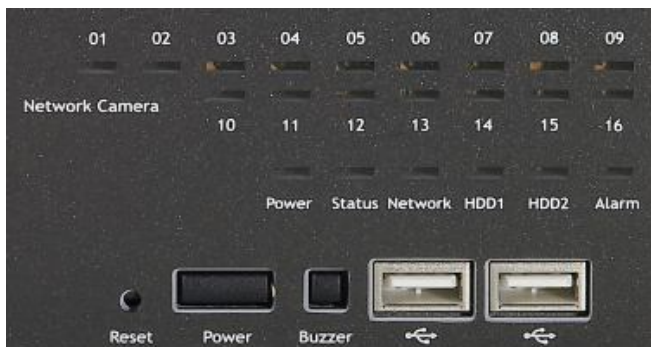 01 02 03 04 05 06 07 08 09
Network Camera
10 11 12 13 14 15 16
Power Status Network HDD1 HDD2 Alarm
Reset Power Buzzer